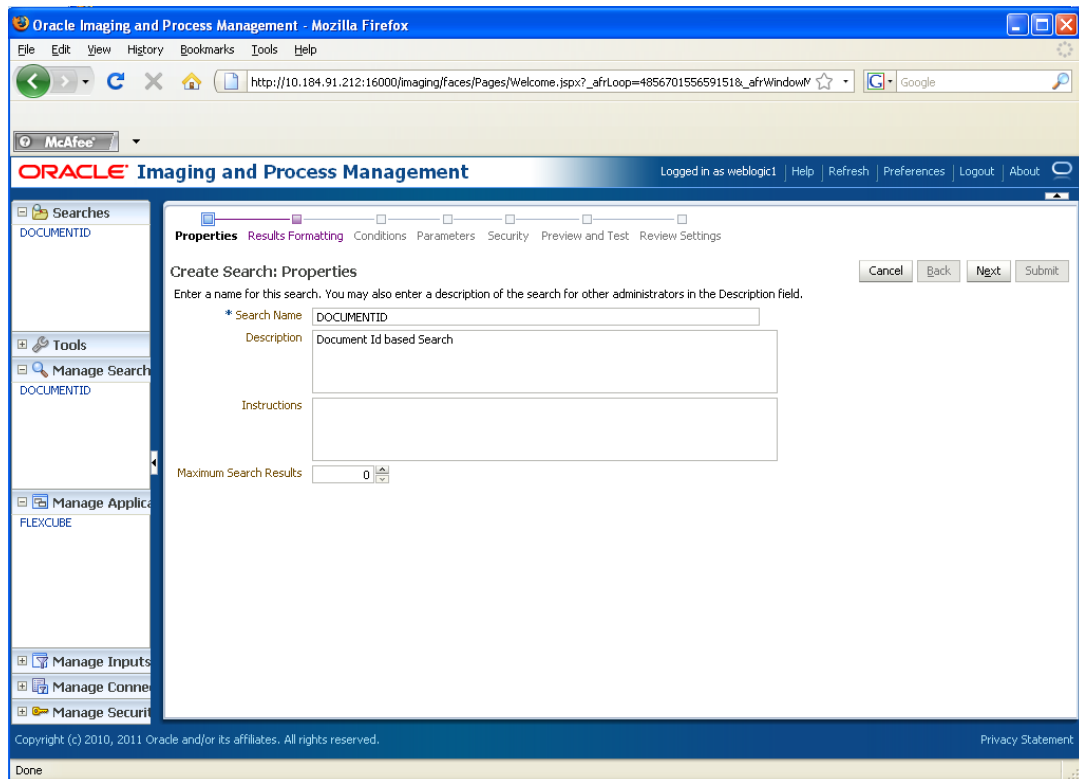 Oracle Imaging and Process Management - Mozilla Firefox
File Edit View History Bookmarks Tools Help
http://10.184.91.212:16000/imaging/faces/Pages/Welcome.jspx?_afrLoop=485670155659151&_afrWindowM
Google
McAfee
ORACLE Imaging and Process Management
Logged in as weblogic1 Help Refresh Preferences Logout About
Searches
DOCUMENTID
Tools
Manage Search
DOCUMENTID
Manage Applica
FLEXCUBE
Manage Inputs
Manage Conne
Manage Securit
Properties Results Formatting Conditions Parameters Security Preview and Test Review Settings
Create Search: Properties
Cancel Back Next Submit
Enter a name for this search. You may also enter a description of the search for other administrators in the Description field.
* Search Name DOCUMENTID
Description Document Id based Search
Instructions
Maximum Search Results 0
Copyright (c) 2010, 2011 Oracle and/or its affiliates. All rights reserved.
Privacy Statement
Done